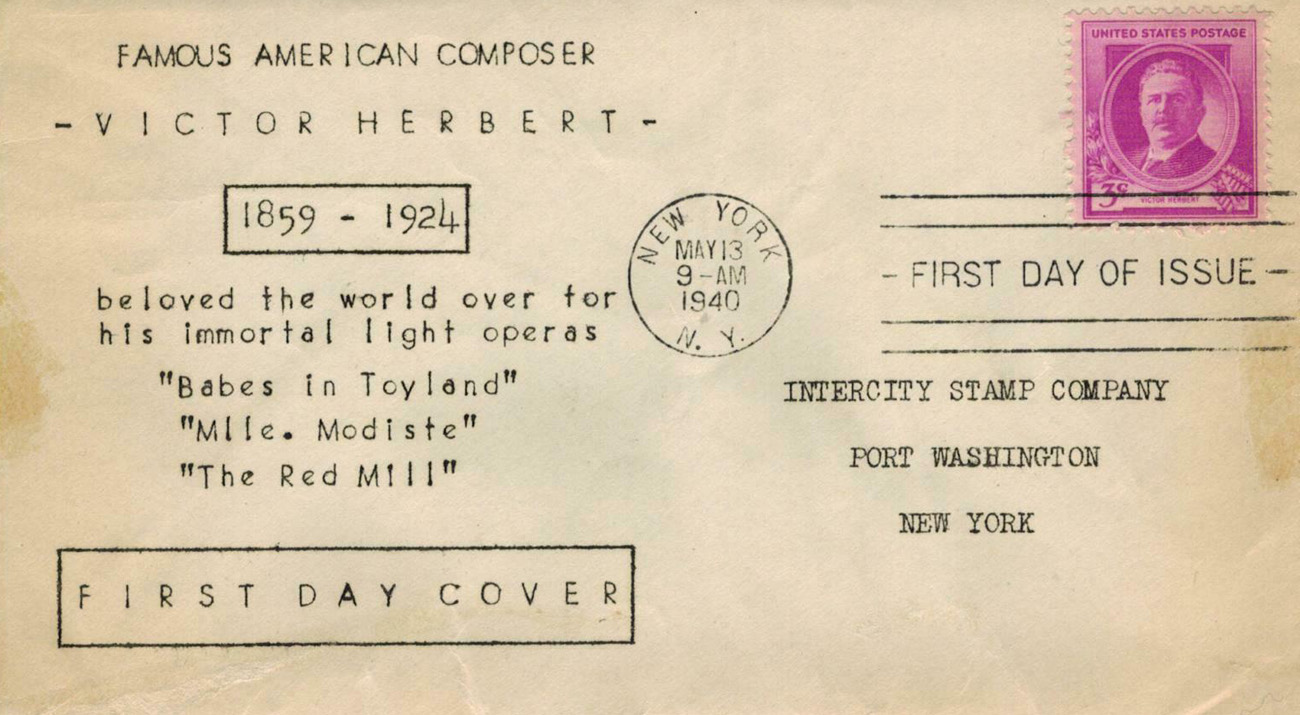 FAMOUS AMERICAN COMPOSER
- VICTOR HERBERT -
1859 - 1924
beloved the world over for
his immortal light operas
"Babes in Toyland"
"Mlle. Modiste"
"The Red Mill"
FIRST DAY COVER
NEW YORK
MAY 13
9-AM
1940
N. Y.
UNITED STATES POSTAGE
3c
VICTOR HERBERT
- FIRST DAY OF ISSUE -
INTERCITY STAMP COMPANY
PORT WASHINGTON
NEW YORK